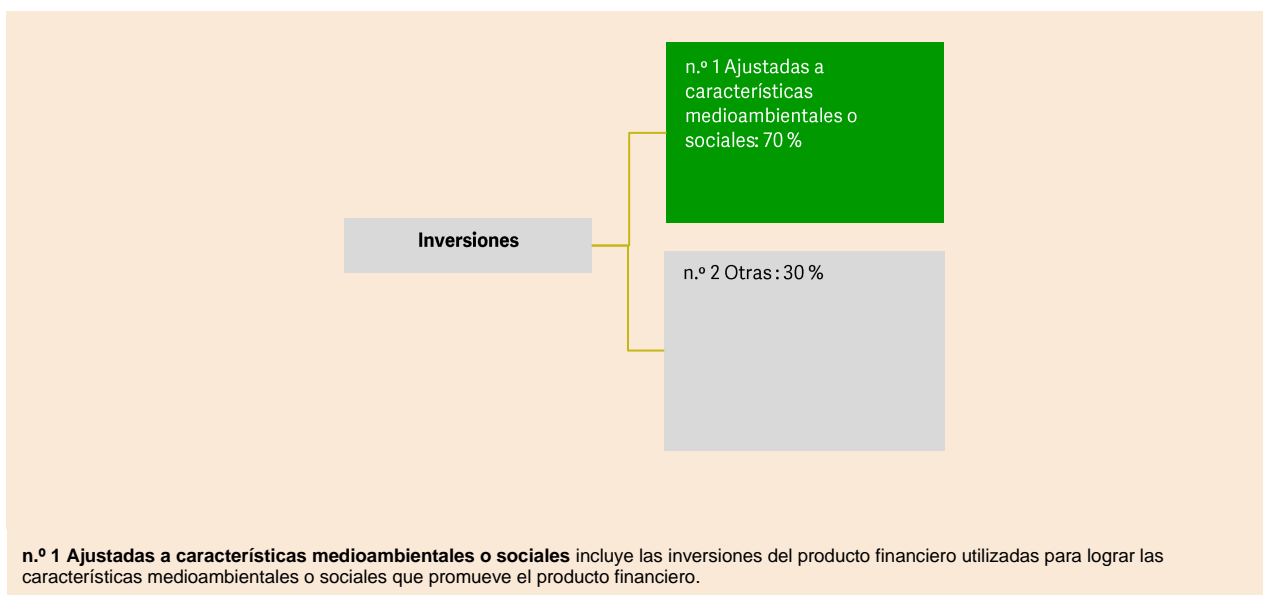 n.º 1 Ajustadas a
características
medioambientales o
sociales: 70 %
Inversiones
n.º 2 Otras : 30 %
n.º 1 Ajustadas a características medioambientales o sociales incluye las inversiones del producto financiero utilizadas para lograr las
características medioambientales o sociales que promueve el producto financiero.